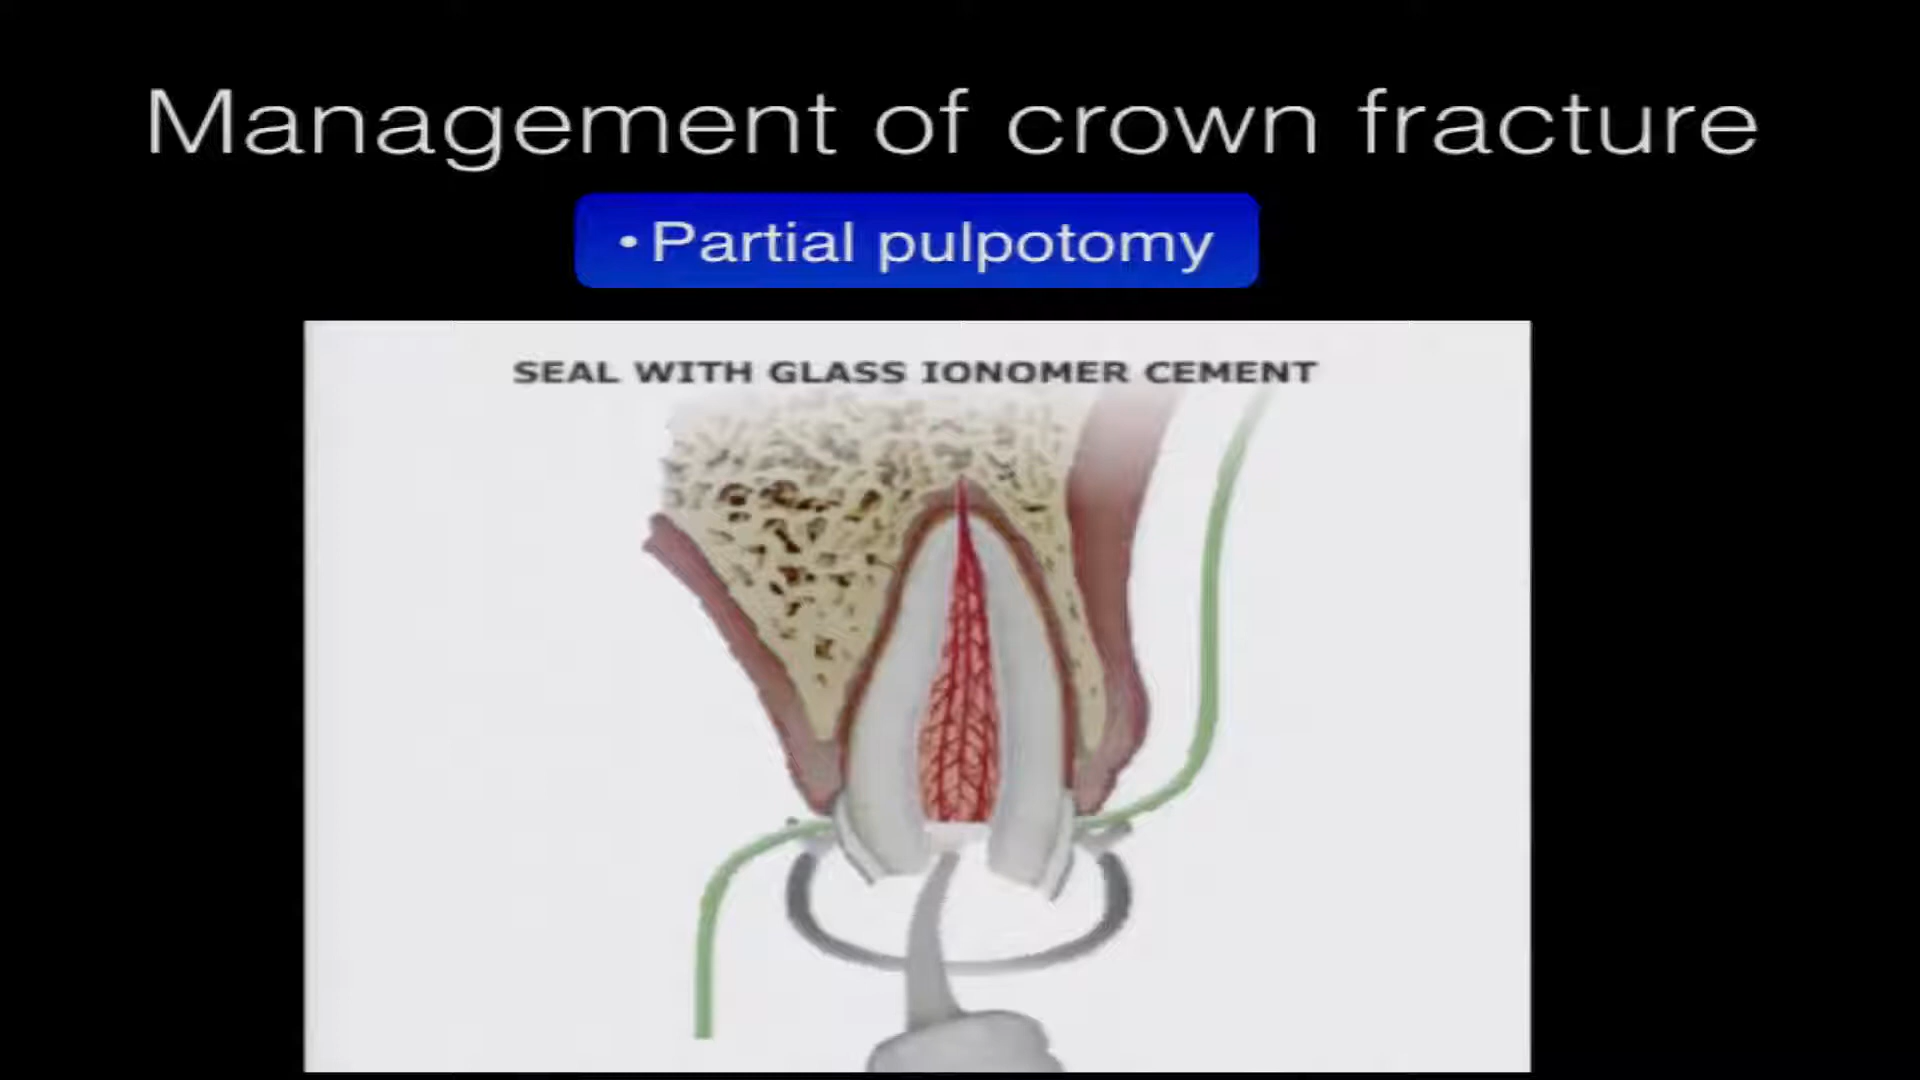 Management of crown fracture
• Partial pulpotomy
SEAL WITH GLASS IONOMER CEMENT